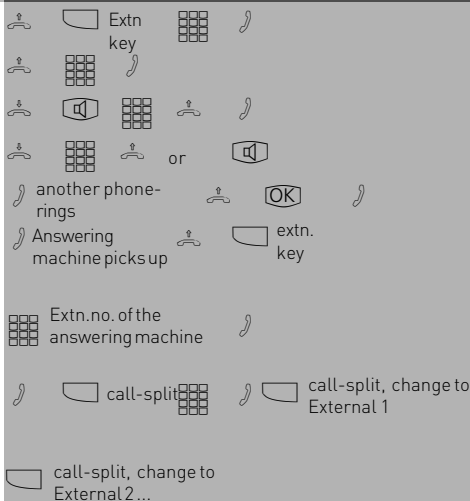 Extn
key
or
another phone-
rings
OK
Answering
machine picks up
extn.
key
Extn.no. of the
answering machine
call-split
call-split, change to
External 1
call-split, change to
External 2 ...